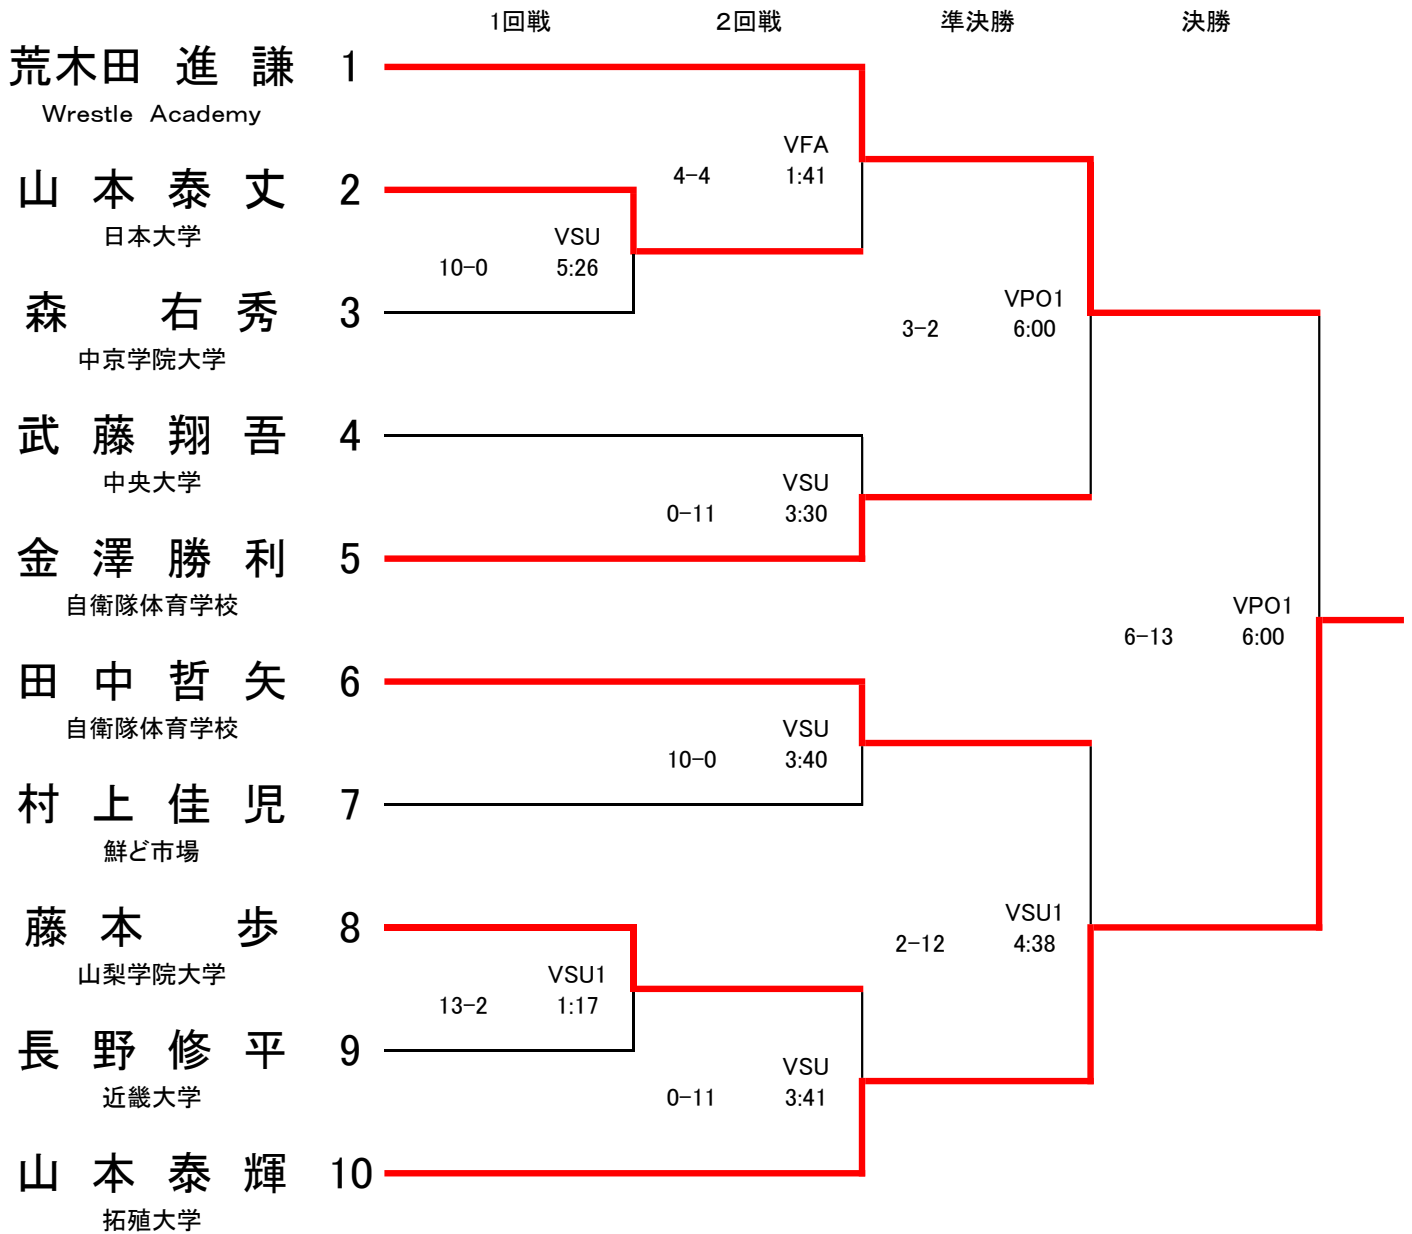 1回戦 2回戦 準決勝 決勝
荒木田 進 謙 1
Wrestle Academy
VFA
4-4 1:41
山 本 泰 丈 2
日本大学
VSU
10-0 5:26
森 右 秀 3
中京学院大学
VPO1
3-2 6:00
武 藤 翔 吾 4
中央大学
VSU
0-11 3:30
金 澤 勝 利 5
自衛隊体育学校
VPO1
6-13 6:00
田 中 哲 矢 6
自衛隊体育学校
VSU
10-0 3:40
村 上 佳 児 7
鮮ど市場
VSU1
2-12 4:38
藤 本 歩 8
山梨学院大学
VSU1
13-2 1:17
長 野 修 平 9
近畿大学
VSU
0-11 3:41
山 本 泰 輝 10
拓殖大学